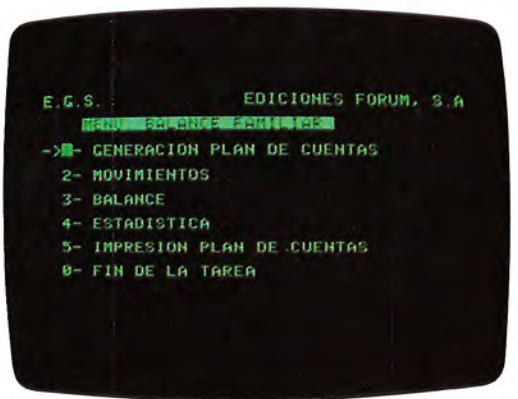 E.G.S. EDICIONES FORUM, S.A
MENU BALANCE FAMILIAR
->█- GENERACION PLAN DE CUENTAS
2- MOVIMIENTOS
3- BALANCE
4- ESTADISTICA
5- IMPRESION PLAN DE CUENTAS
0- FIN DE LA TAREA